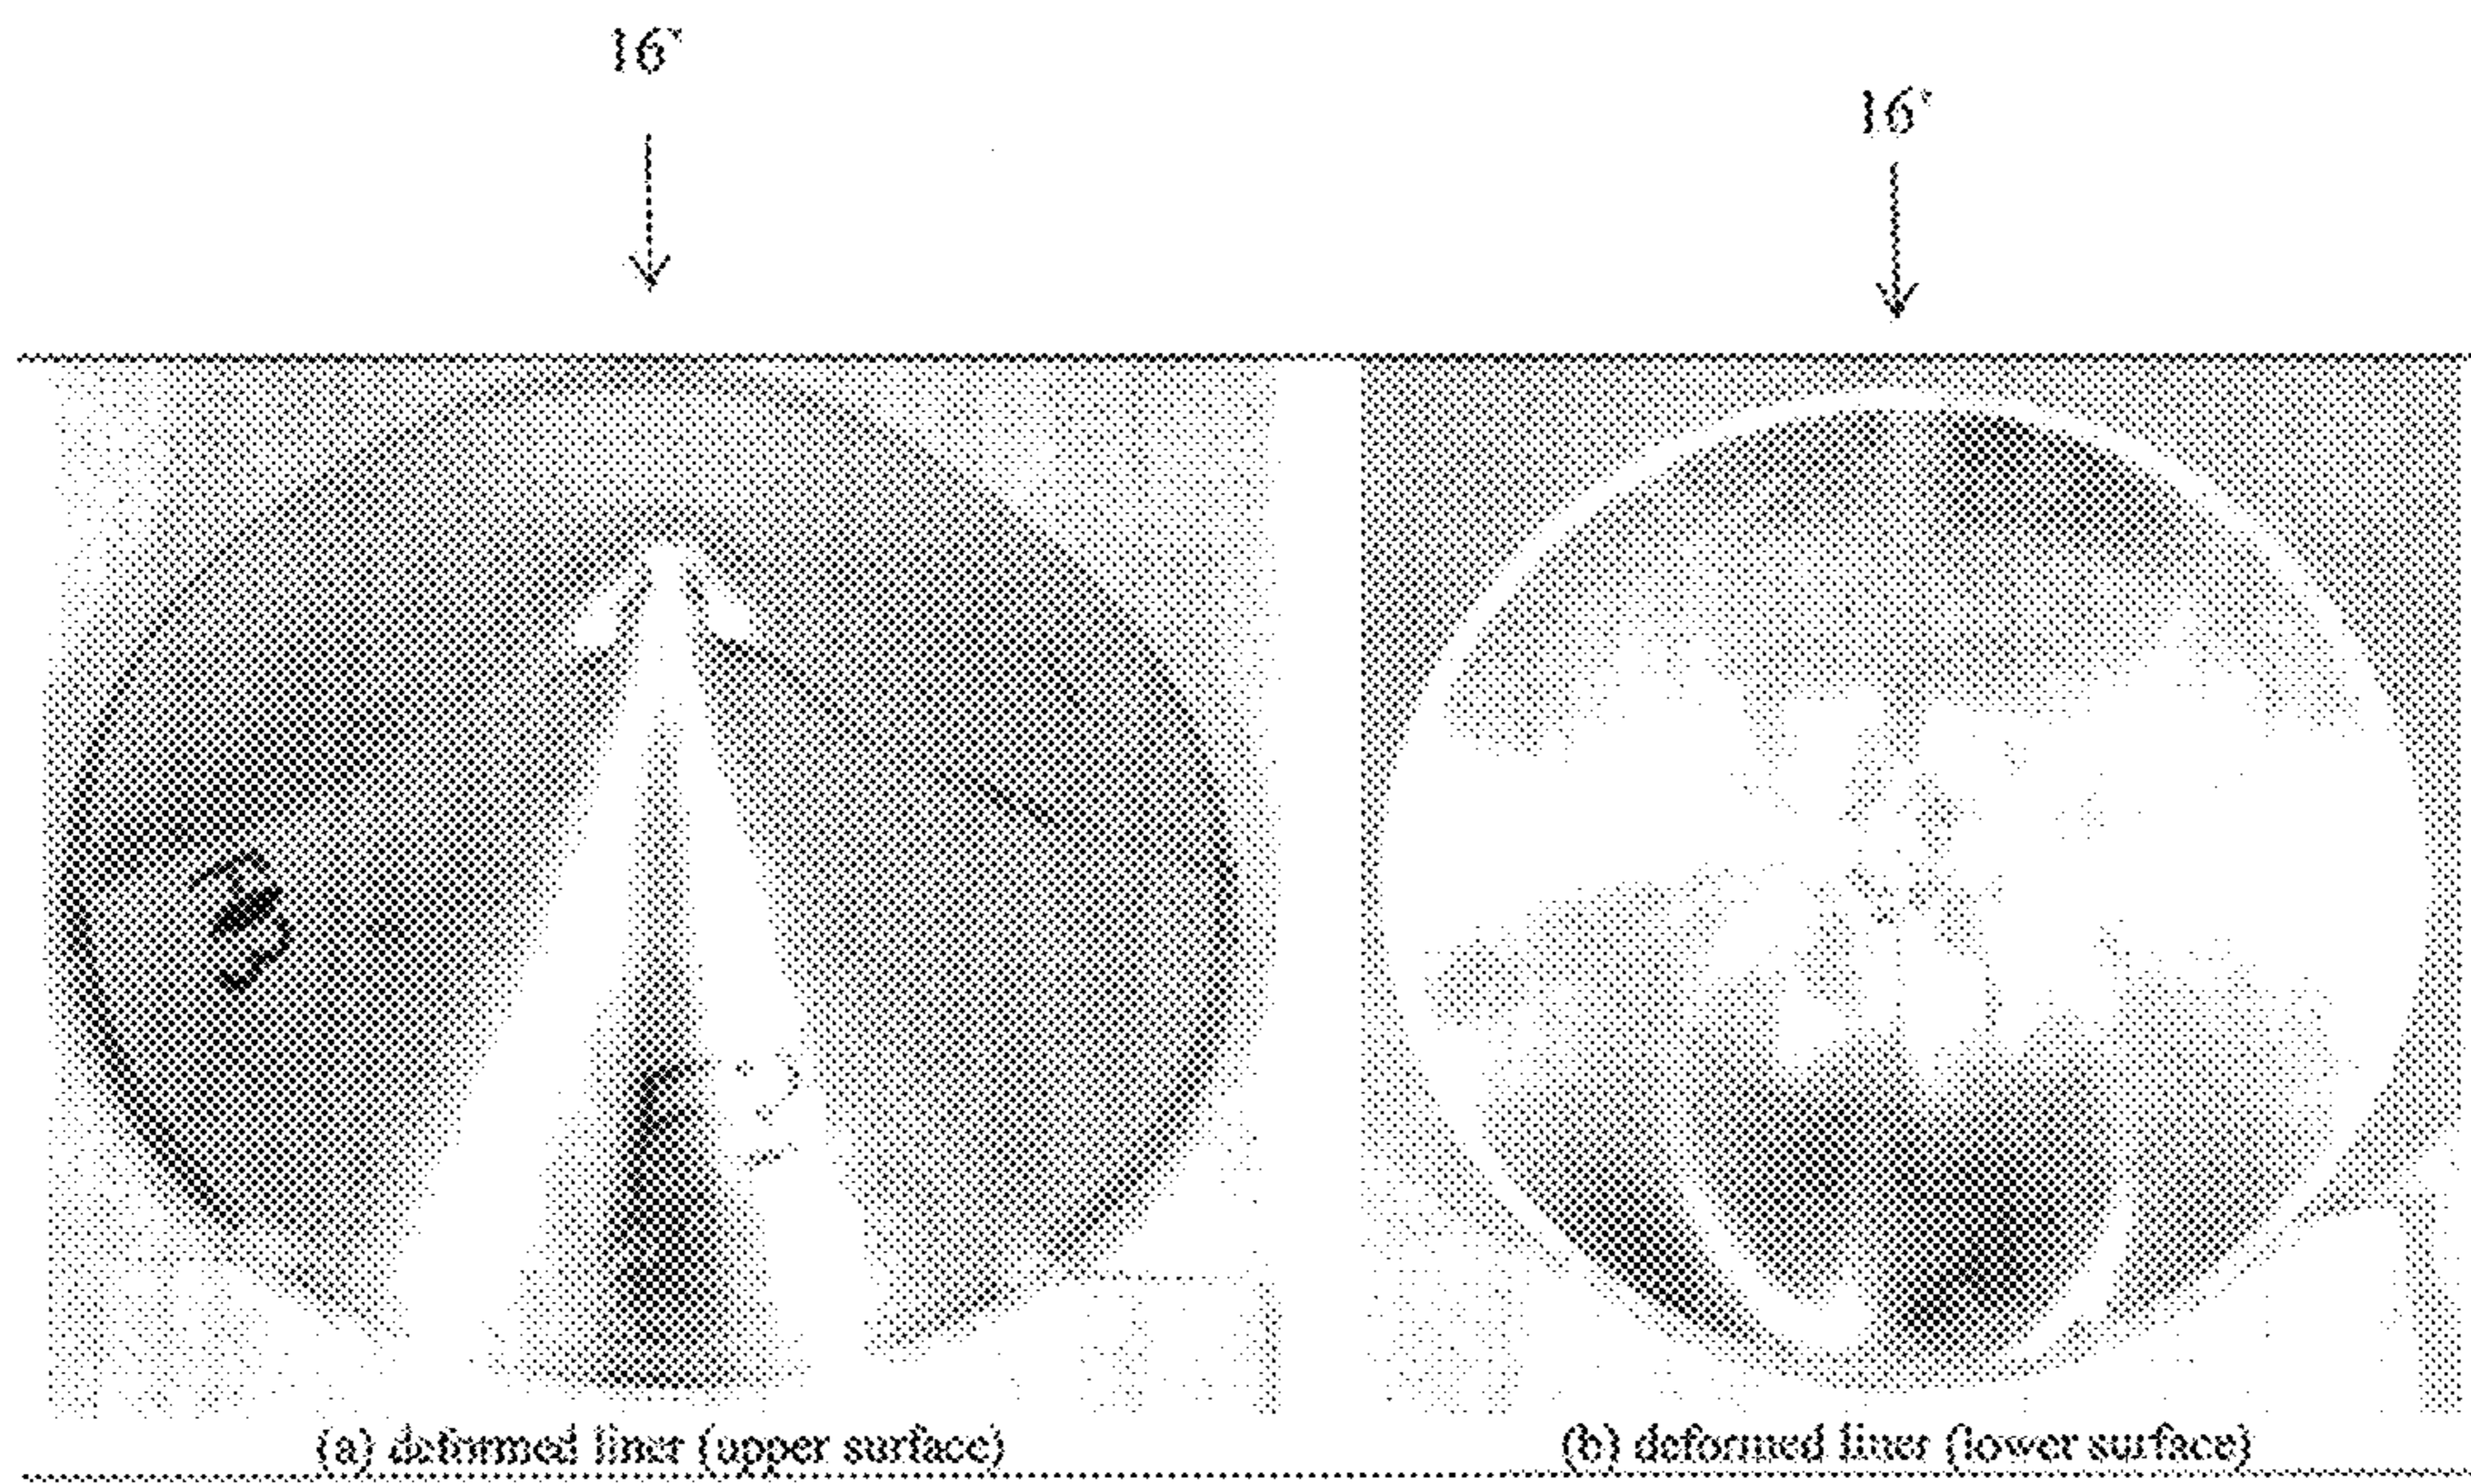 16'
16'
(a) deformed liner (upper surface)
(b) deformed liner (lower surface)